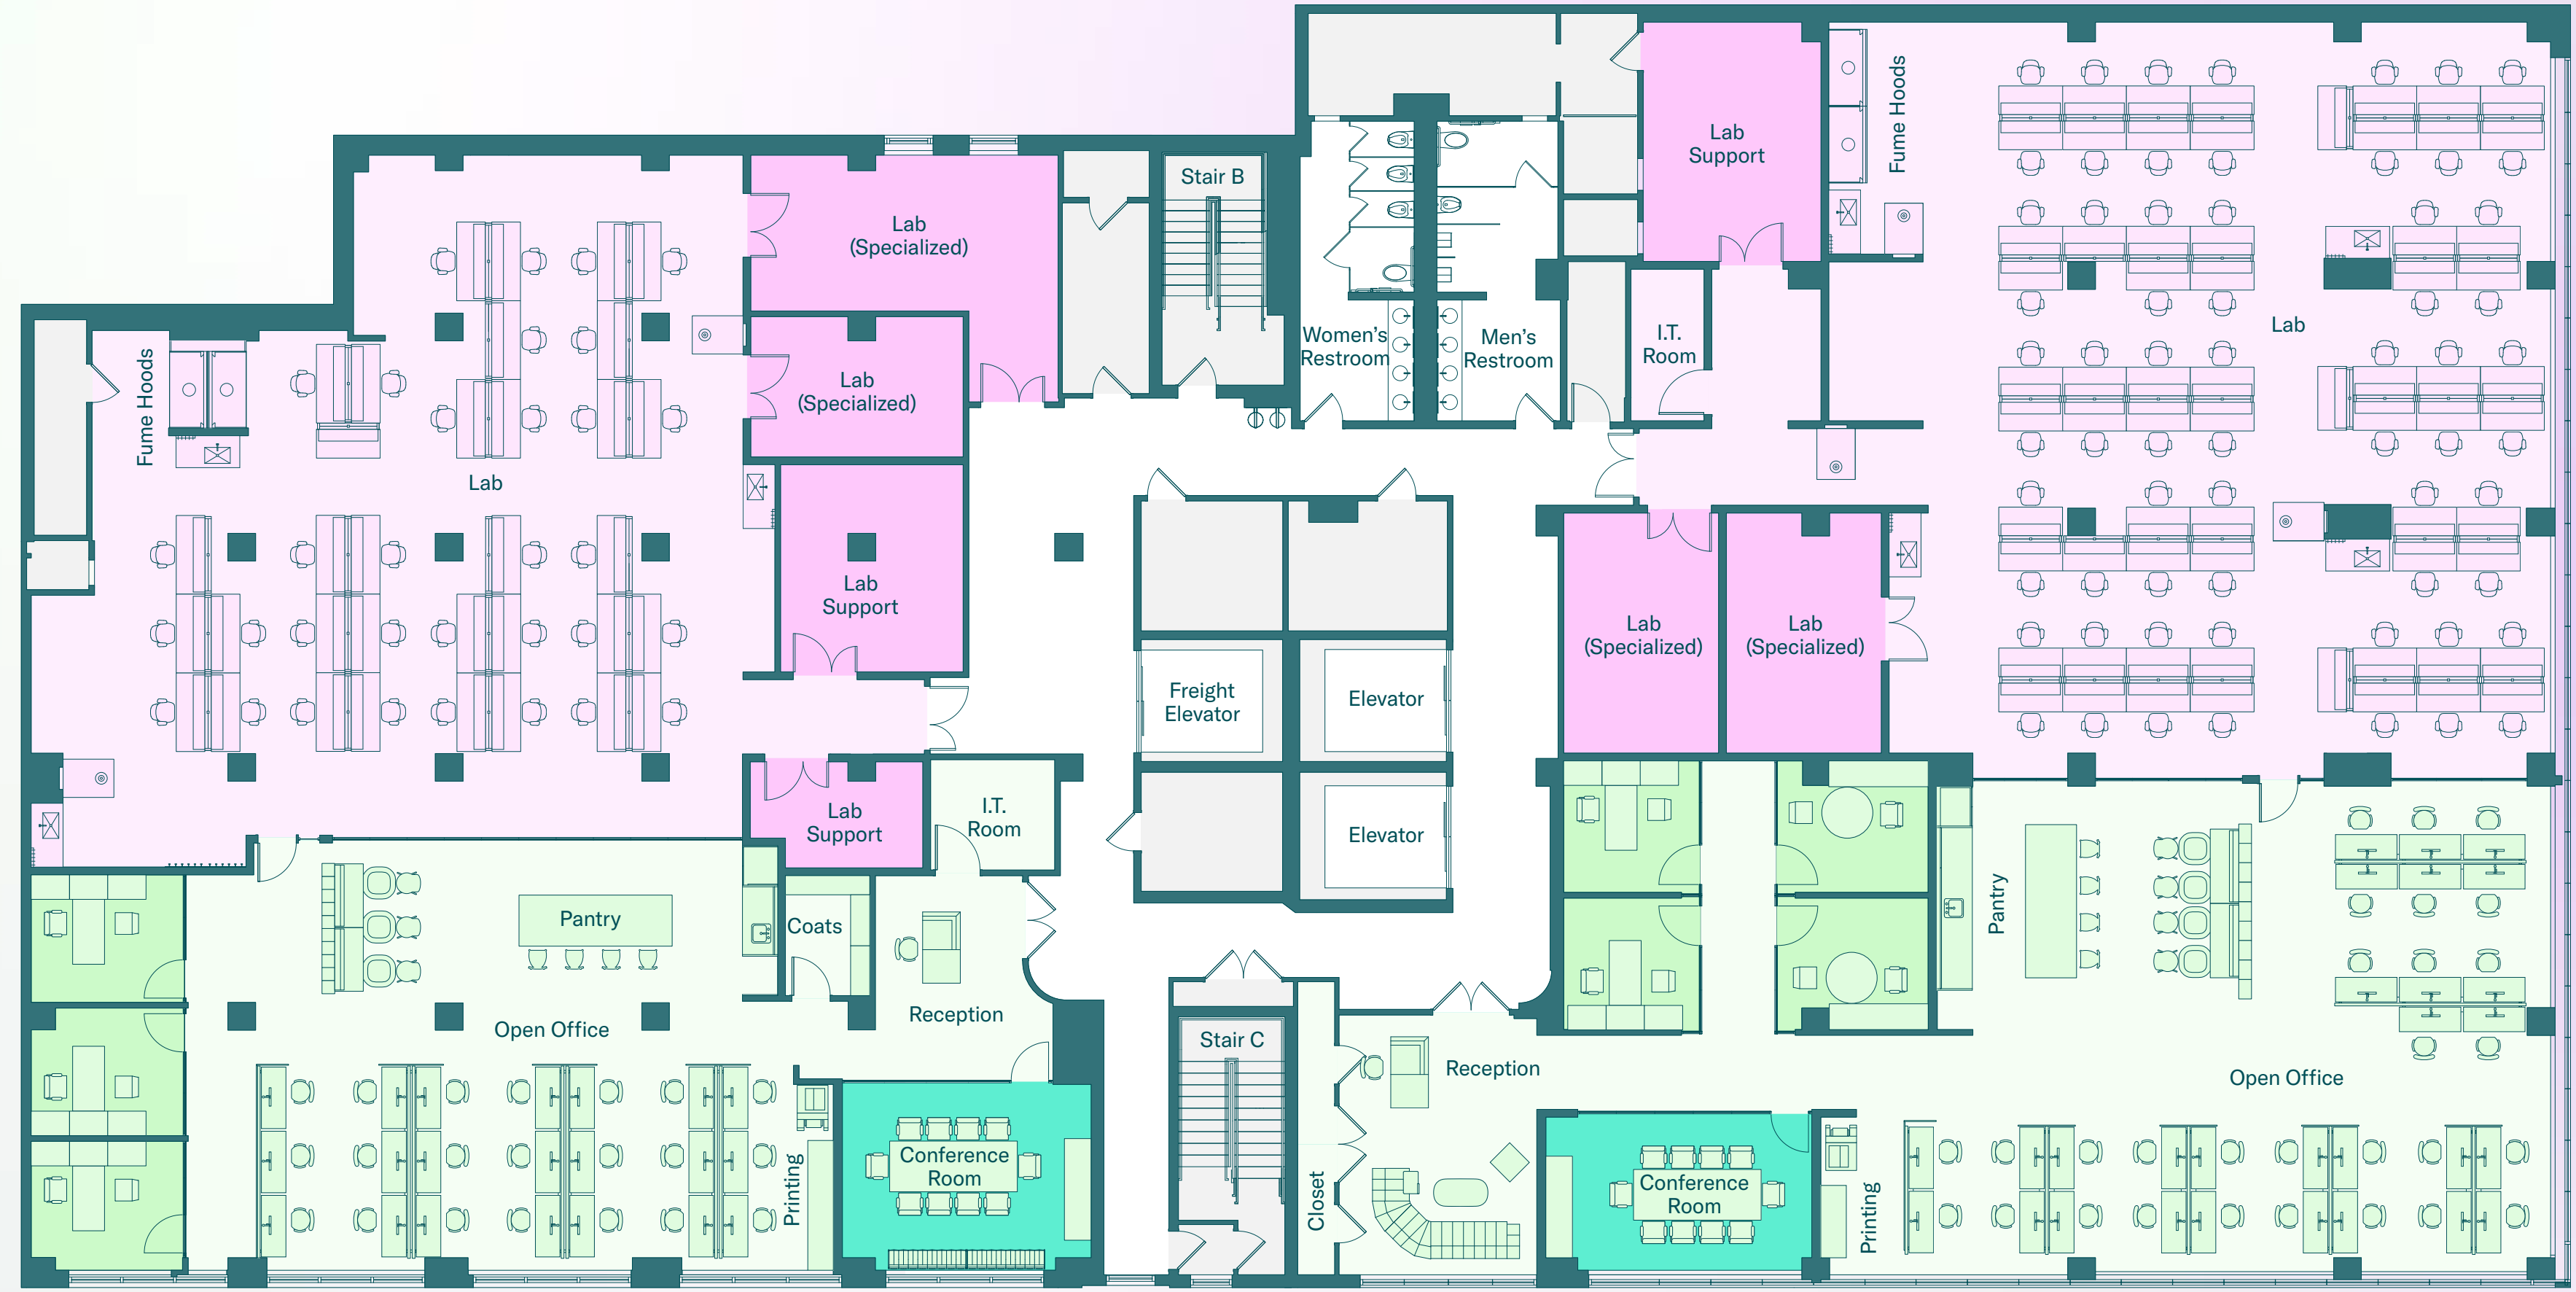 Stair B
Lab
Support
Fume Hoods
Lab
(Specialized)
Women's
Restroom
Men's
Restroom
I.T.
Room
Lab
Fume Hoods
Lab
(Specialized)
Lab
Lab
Support
Lab
(Specialized)
Lab
(Specialized)
Freight
Elevator
Elevator
Lab
Support
I.T.
Room
Elevator
Pantry
Coats
Pantry
Reception
Open Office
Stair C
Reception
Open Office
Conference
Room
Printing
Closet
Conference
Room
Printing